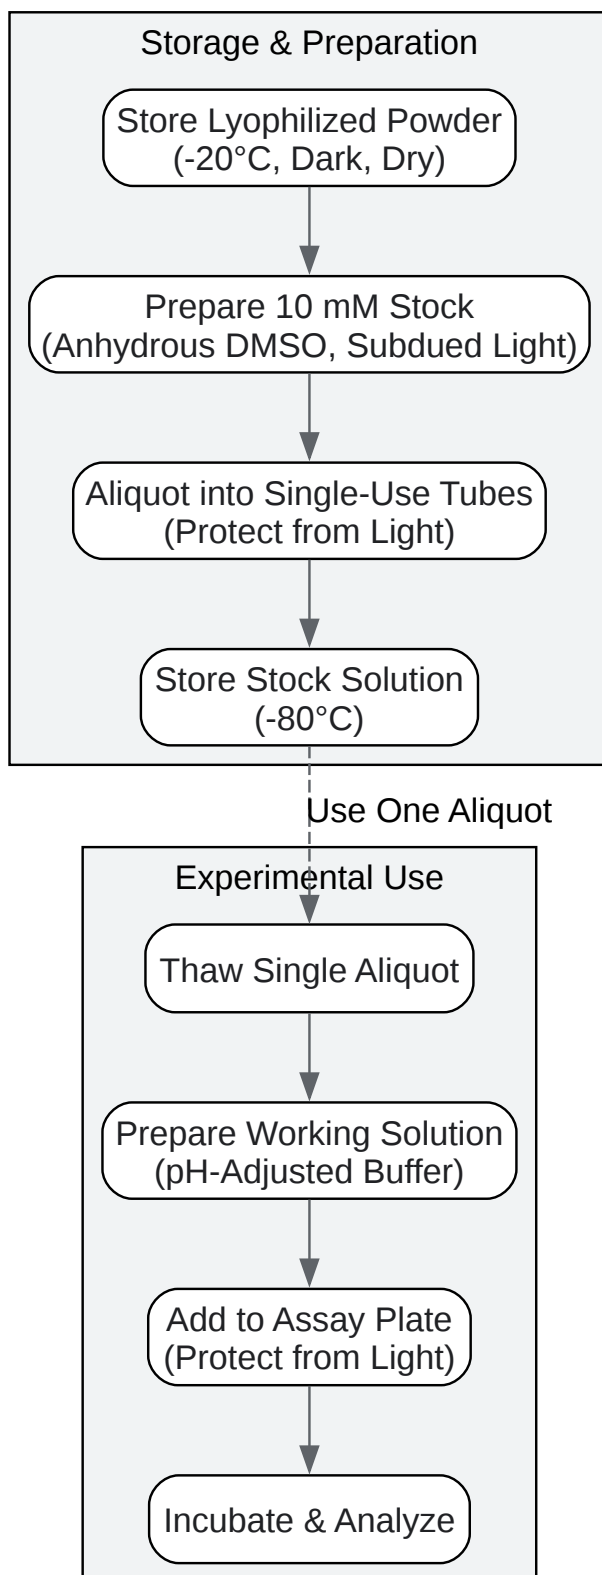 Storage & Preparation
Store Lyophilized Powder
(-20°C, Dark, Dry)
Prepare 10 mM Stock
(Anhydrous DMSO, Subdued Light)
Aliquot into Single-Use Tubes
(Protect from Light)
Store Stock Solution
(-80°C)
Use One Aliquot
Experimental Use
Thaw Single Aliquot
Prepare Working Solution
(pH-Adjusted Buffer)
Add to Assay Plate
(Protect from Light)
Incubate & Analyze